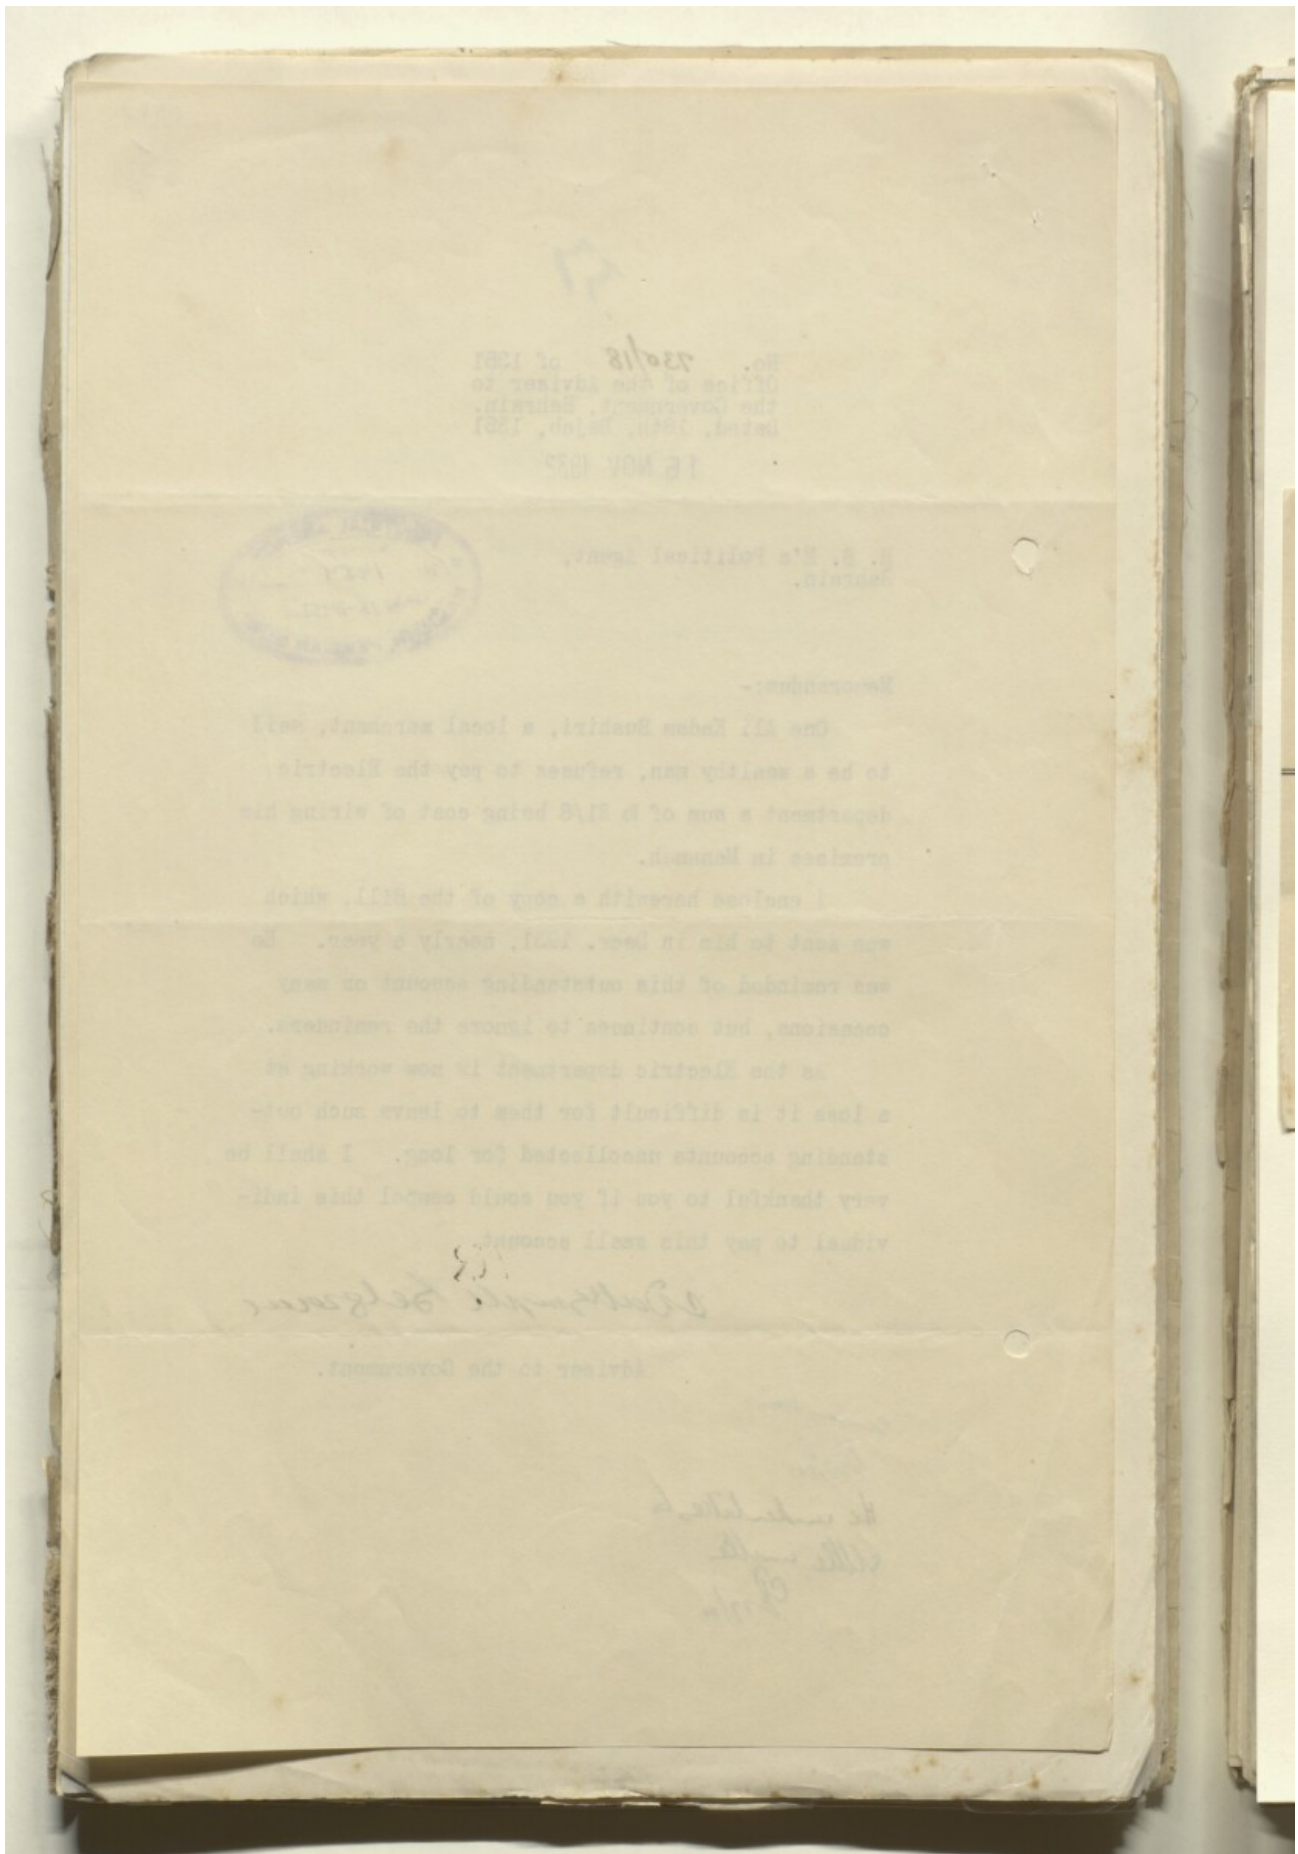 No. 730/18 of 1351
Office of the Adviser to
the Government, Bahrain.
Dated, 18th, Rajab, 1351
16 NOV 1932
H. B. M's Political Agent,
Bahrain.
Memorandum:-
One Ali Kadam Bushiri, a local merchant, said
to be a wealthy man, refuses to pay the Electric
department a sum of Rs 81/8 being cost of wiring his
premises in Manamah.
I enclose herewith a copy of the Bill, which
was sent to him in Decr. 1931, nearly a year. He
was reminded of this outstanding account on many
occasions, but continues to ignore the reminders.
As the Electric department is now working at
a loss it is difficult for them to leave such out-
standing accounts uncollected for long. I shall be
very thankful to you if you could compel this indi-
vidual to pay this small account.
Dalrymple Belgrave
Adviser to the Government.